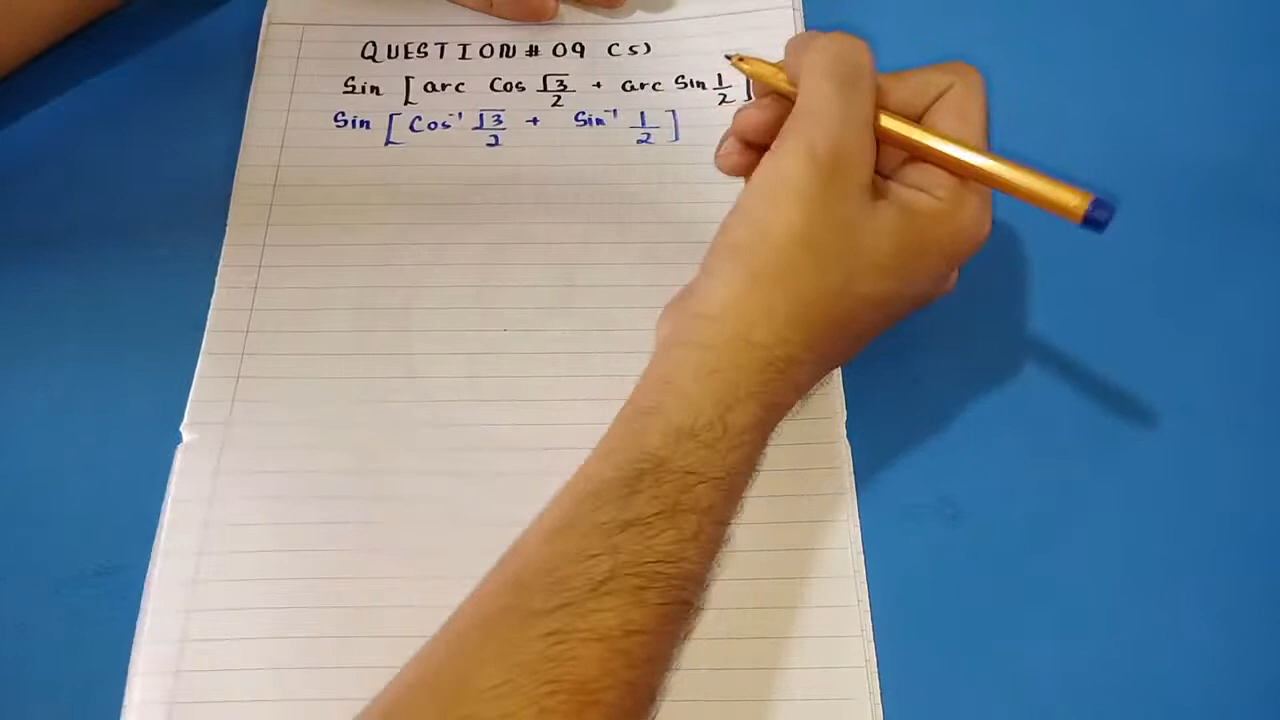 QUESTION # 09 (5)
Sin [ arc Cos √3/2 + arc Sin 1/2 ]
Sin [ Cos⁻¹ √3/2 + Sin⁻¹ 1/2 ]